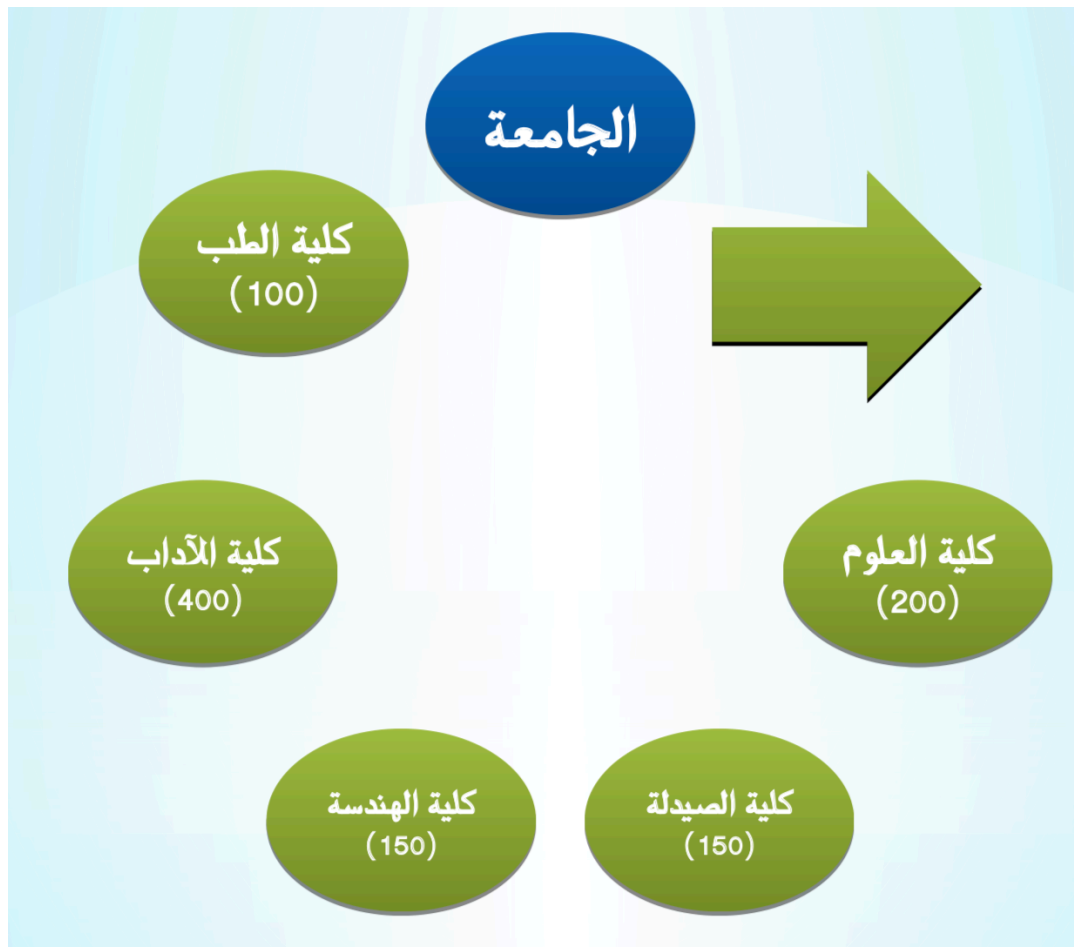 الجامعة
كلية الطب
(100)
كلية العلوم
(200)
كلية الآداب
(400)
كلية الصيدلة
(150)
كلية الهندسة
(150)